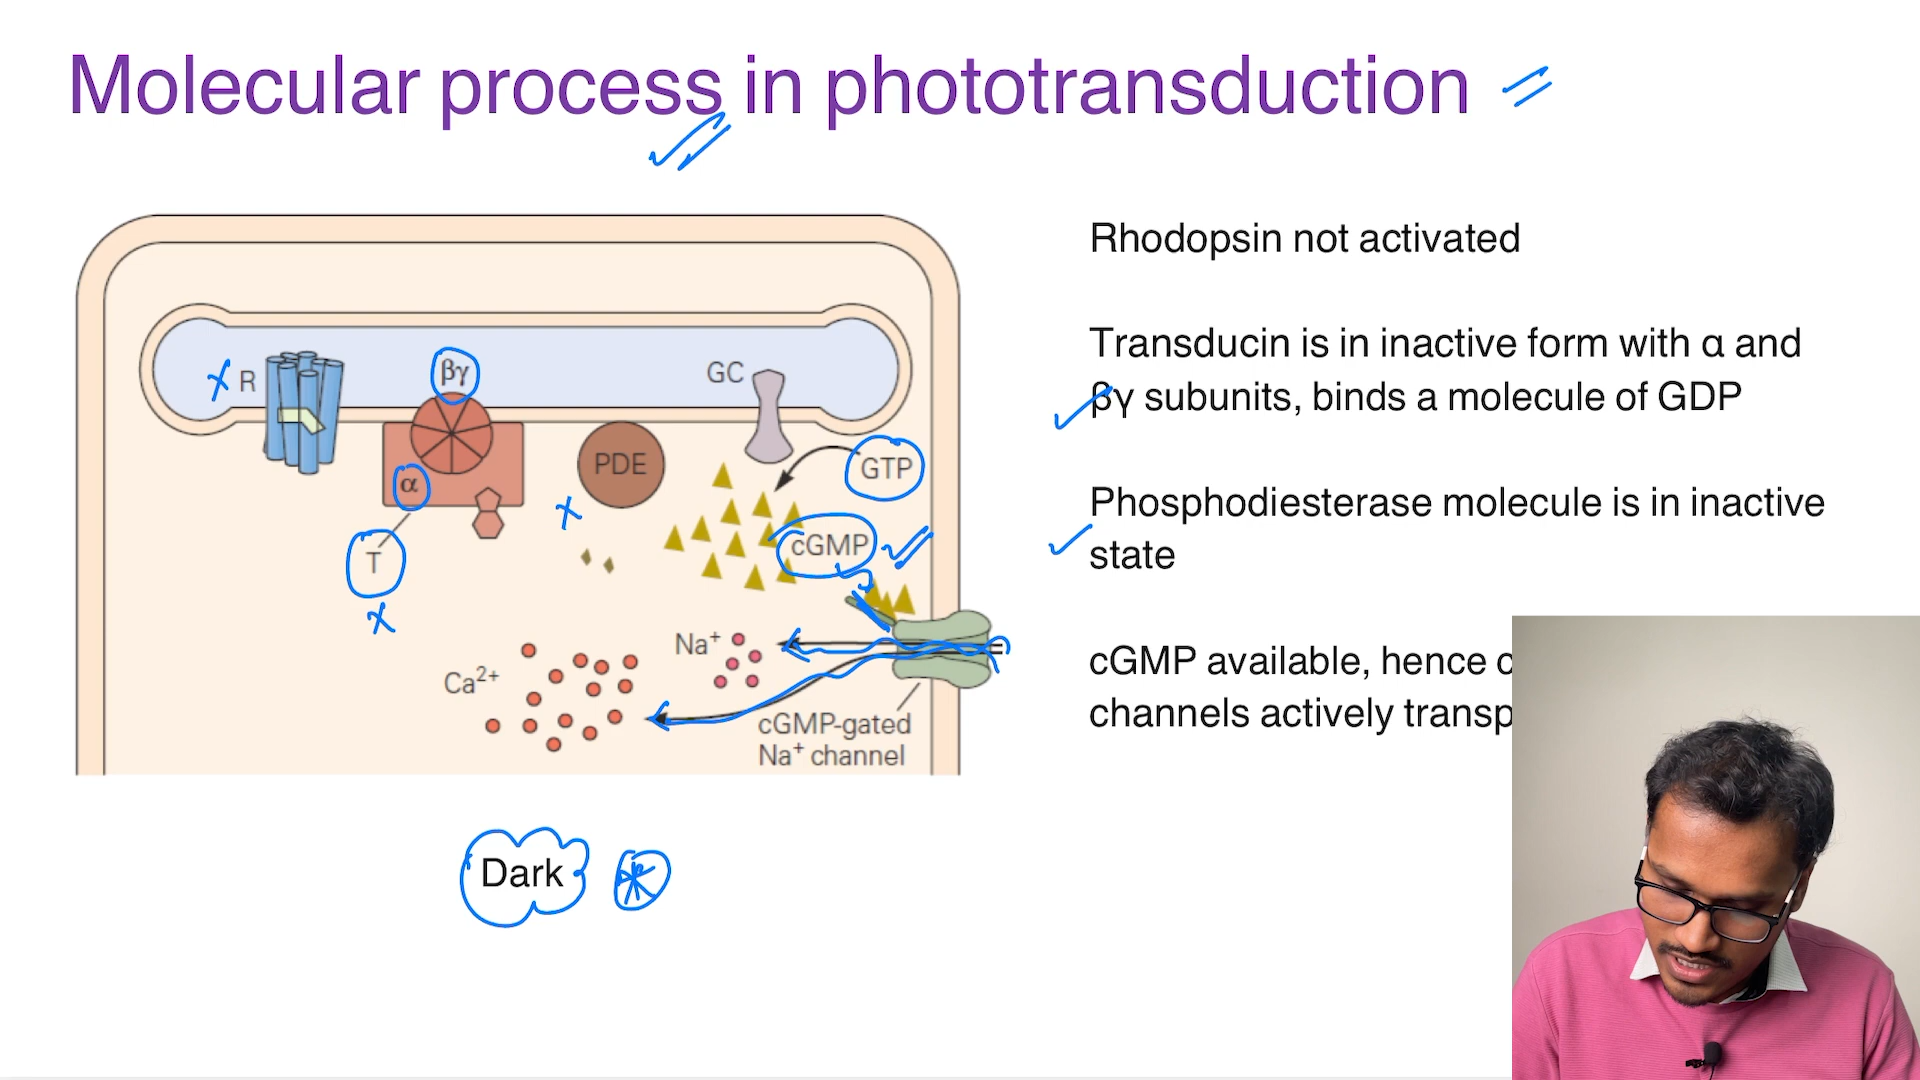 Molecular process in phototransduction
R
βγ
GC
α
PDE
GTP
T
cGMP
Na⁺
Ca²⁺
cGMP-gated
Na⁺ channel
Dark
Rhodopsin not activated
Transducin is in inactive form with α and
βγ subunits, binds a molecule of GDP
Phosphodiesterase molecule is in inactive
state
cGMP available, hence
channels actively